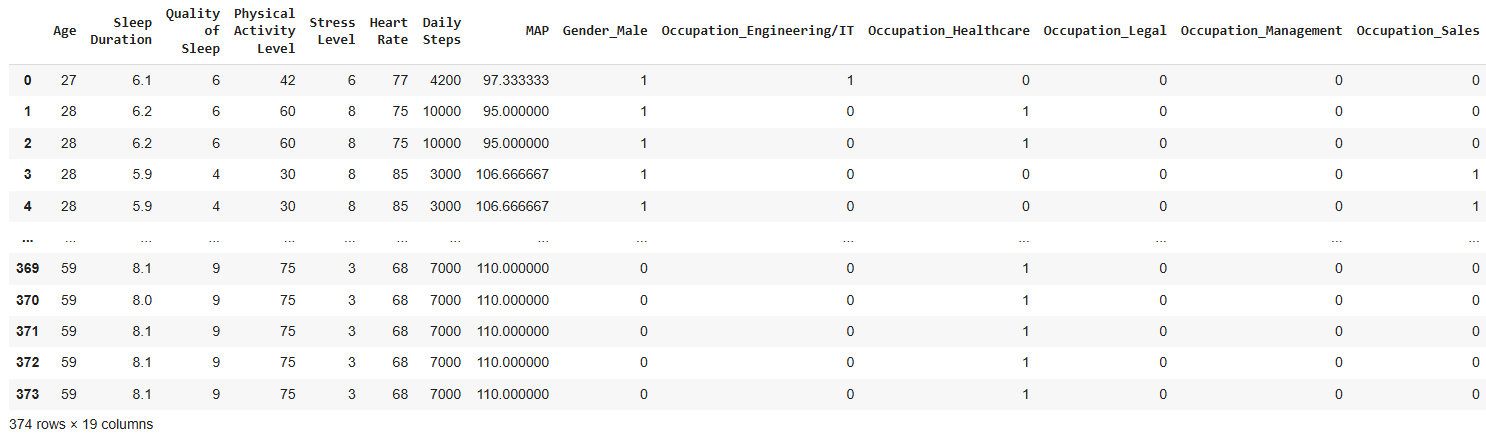 Age Sleep Duration Quality of Sleep Physical Activity Level Stress Level Heart Rate Daily Steps MAP Gender_Male Occupation_Engineering/IT Occupation_Healthcare Occupation_Legal Occupation_Management Occupation_Sales
0 27 6.1 6 42 6 77 4200 97.333333 1 1 0 0 0 0
1 28 6.2 6 60 8 75 10000 95.000000 1 0 1 0 0 0
2 28 6.2 6 60 8 75 10000 95.000000 1 0 1 0 0 0
3 28 5.9 4 30 8 85 3000 106.666667 1 0 0 0 0 1
4 28 5.9 4 30 8 85 3000 106.666667 1 0 0 0 0 1
... ... ... ... ... ... ... ... ... ... ... ... ... ... ...
369 59 8.1 9 75 3 68 7000 110.000000 0 0 1 0 0 0
370 59 8.0 9 75 3 68 7000 110.000000 0 0 1 0 0 0
371 59 8.1 9 75 3 68 7000 110.000000 0 0 1 0 0 0
372 59 8.1 9 75 3 68 7000 110.000000 0 0 1 0 0 0
373 59 8.1 9 75 3 68 7000 110.000000 0 0 1 0 0 0
374 rows × 19 columns